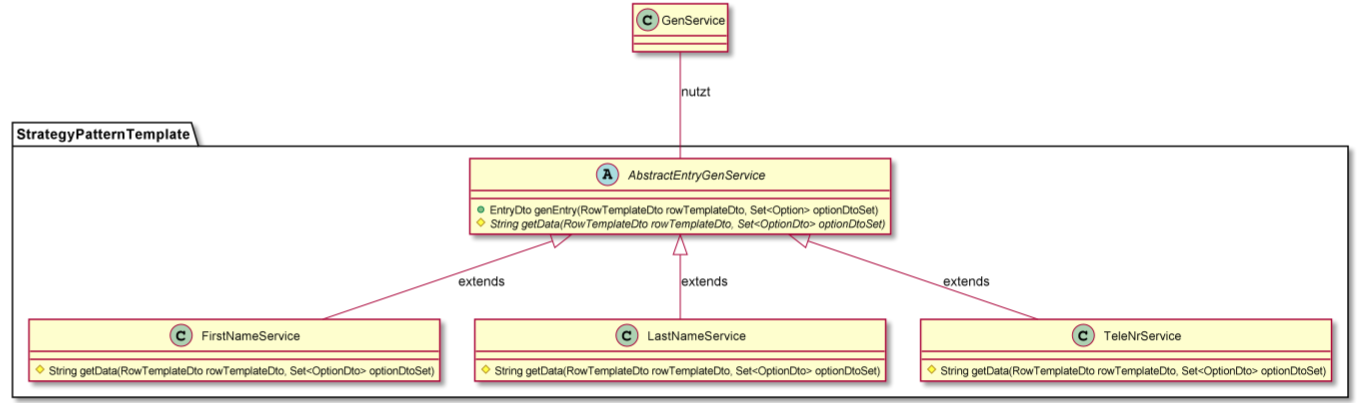 C GenService
nutzt
StrategyPatternTemplate
A AbstractEntryGenService
EntryDto genEntry(RowTemplateDto rowTemplateDto, Set<Option> optionDtoSet)
String getData(RowTemplateDto rowTemplateDto, Set<OptionDto> optionDtoSet)
extends extends extends
C FirstNameService C LastNameService C TeleNrService
String getData(RowTemplateDto rowTemplateDto, Set<OptionDto> optionDtoSet) String getData(RowTemplateDto rowTemplateDto, Set<OptionDto> optionDtoSet) String getData(RowTemplateDto rowTemplateDto, Set<OptionDto> optionDtoSet)